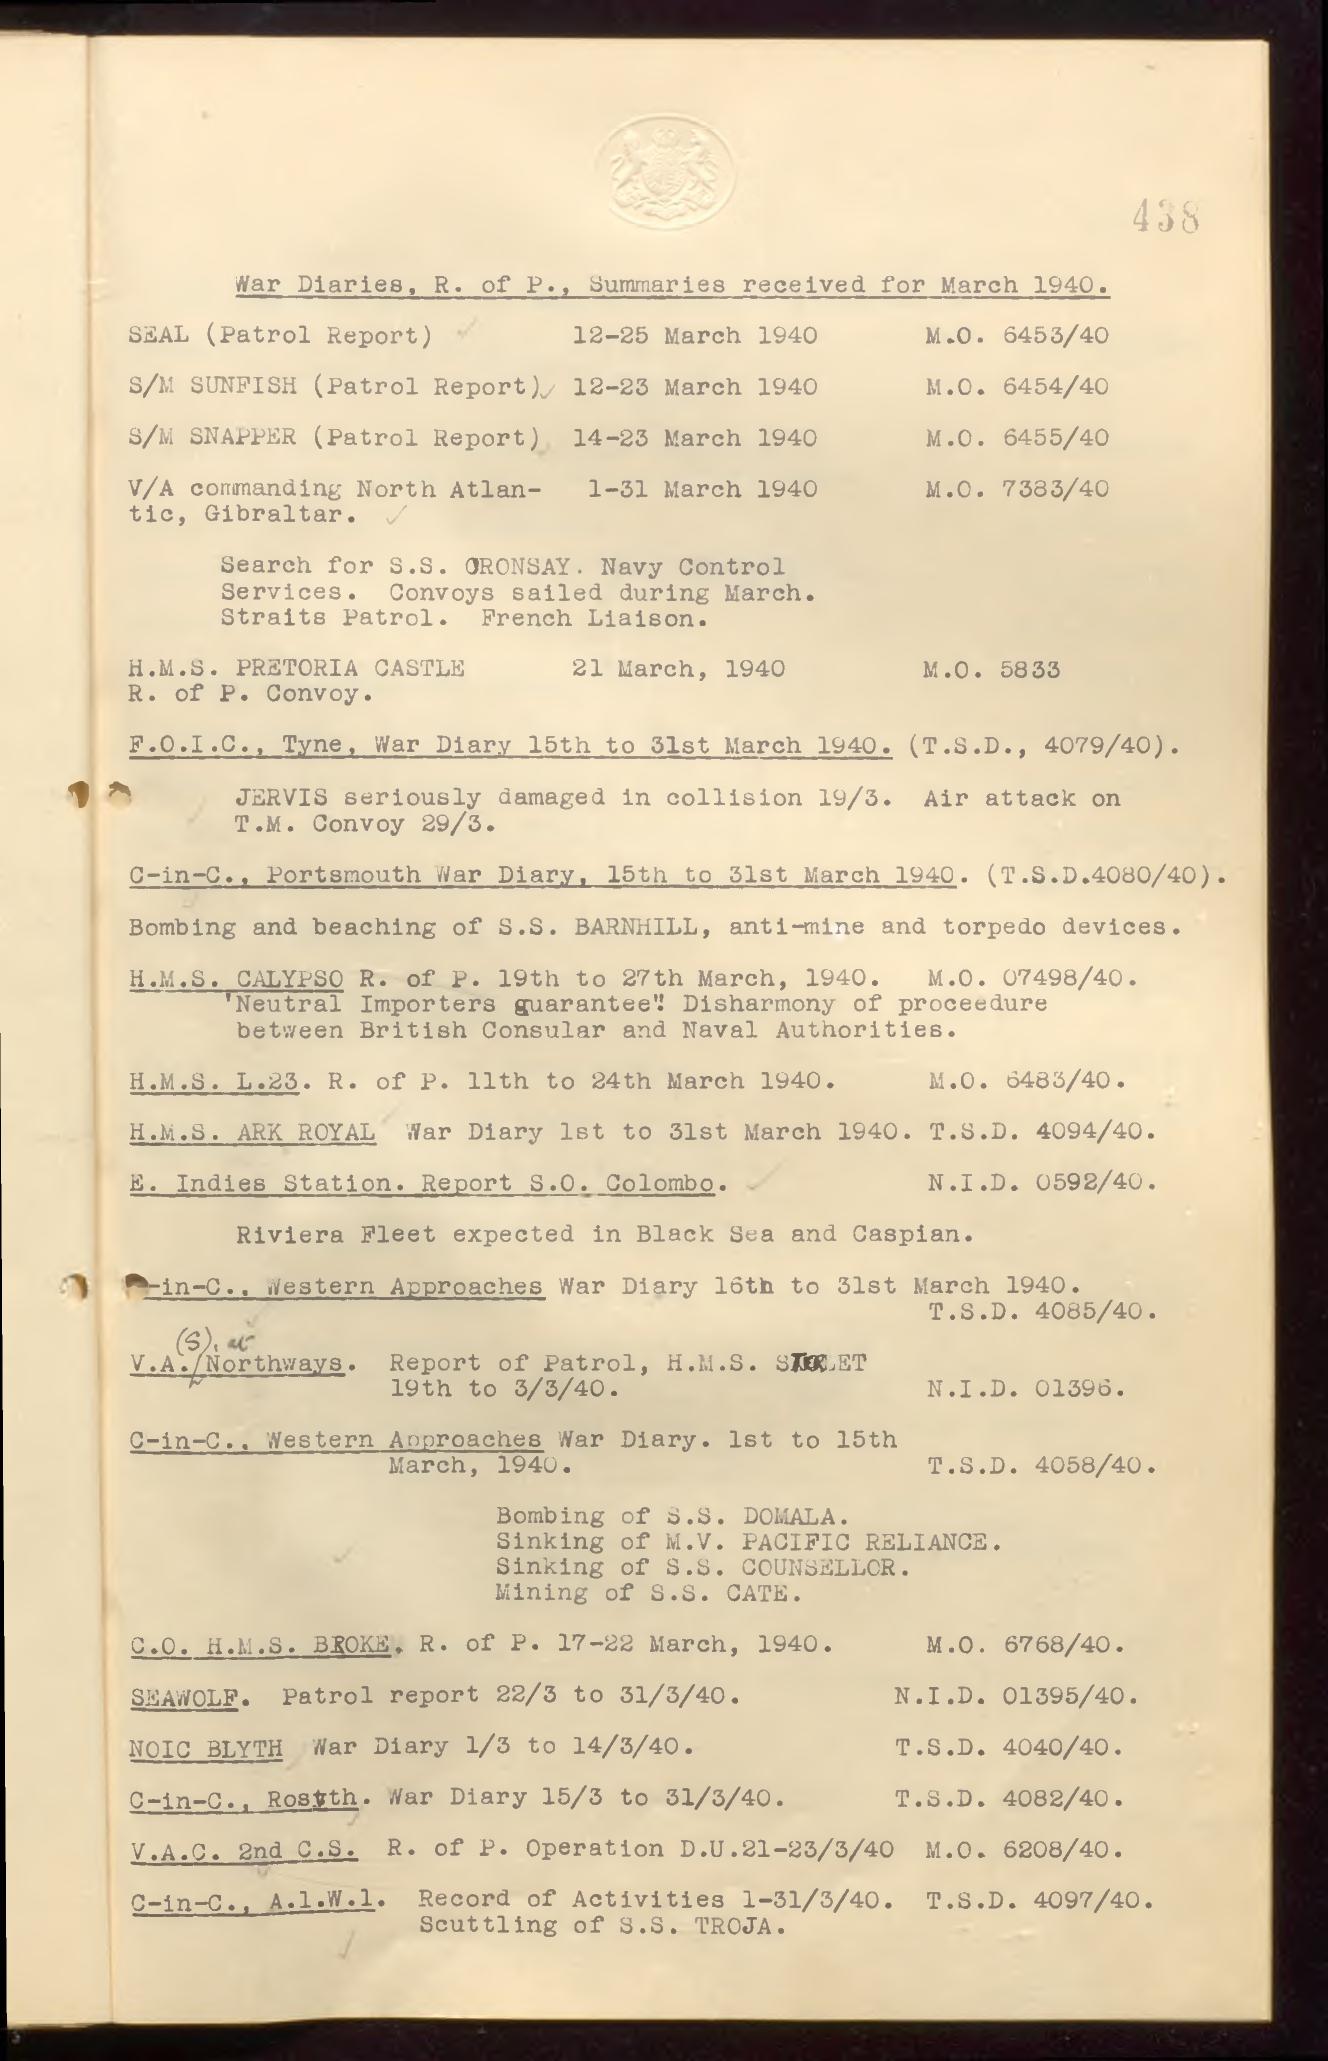 438
War Diaries, R. of P., Summaries received for March 1940.
SEAL (Patrol Report) 12-25 March 1940 M.O. 6453/40
S/M SUNFISH (Patrol Report) 12-23 March 1940 M.O. 6454/40
S/M SNAPPER (Patrol Report) 14-23 March 1940 M.O. 6455/40
V/A commanding North Atlan- 1-31 March 1940 M.O. 7383/40
tic, Gibraltar.
Search for S.S. ORONSAY. Navy Control
Services. Convoys sailed during March.
Straits Patrol. French Liaison.
H.M.S. PRETORIA CASTLE 21 March, 1940 M.O. 5833
R. of P. Convoy.
F.O.I.C., Tyne, War Diary 15th to 31st March 1940. (T.S.D., 4079/40).
JERVIS seriously damaged in collision 19/3. Air attack on
T.M. Convoy 29/3.
C-in-C., Portsmouth War Diary, 15th to 31st March 1940. (T.S.D.4080/40).
Bombing and beaching of S.S. BARNHILL, anti-mine and torpedo devices.
H.M.S. CALYPSO R. of P. 19th to 27th March, 1940. M.O. 07498/40.
'Neutral Importers guarantee"! Disharmony of proceedure
between British Consular and Naval Authorities.
H.M.S. L.23. R. of P. 11th to 24th March 1940. M.O. 6483/40.
H.M.S. ARK ROYAL War Diary 1st to 31st March 1940. T.S.D. 4094/40.
E. Indies Station. Report S.O. Colombo. N.I.D. 0592/40.
Riviera Fleet expected in Black Sea and Caspian.
-in-C., Western Approaches War Diary 16th to 31st March 1940.
T.S.D. 4085/40.
(S), at
V.A./Northways. Report of Patrol, H.M.S.
19th to 3/3/40. N.I.D. 01396.
C-in-C., Western Approaches War Diary. 1st to 15th
March, 1940. T.S.D. 4058/40.
Bombing of S.S. DOMALA.
Sinking of M.V. PACIFIC RELIANCE.
Sinking of S.S. COUNSELLOR.
Mining of S.S. CATE.
C.O. H.M.S. BROKE. R. of P. 17-22 March, 1940. M.O. 6768/40.
SEAWOLF. Patrol report 22/3 to 31/3/40. N.I.D. 01395/40.
NOIC BLYTH War Diary 1/3 to 14/3/40. T.S.D. 4040/40.
C-in-C., Rosyth. War Diary 15/3 to 31/3/40. T.S.D. 4082/40.
V.A.C. 2nd C.S. R. of P. Operation D.U.21-23/3/40 M.O. 6208/40.
C-in-C., A.l.W.l. Record of Activities 1-31/3/40. T.S.D. 4097/40.
Scuttling of S.S. TROJA.